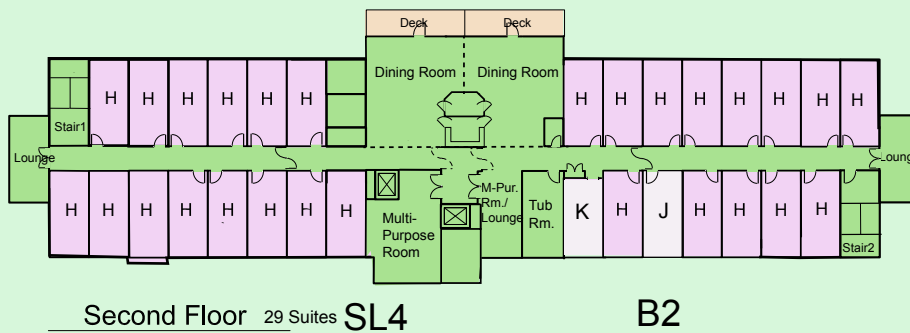 Deck Deck
Dining Room Dining Room
H H H H H H
H H H H H H H H
Stair1
Lounge
Loung
H H H H H H H H
Multi-
Purpose
Room
M-Pur.
Rm./
Lounge
Tub
Rm.
K H J H H H H
Stair2
Second Floor 29 Suites SL4
B2